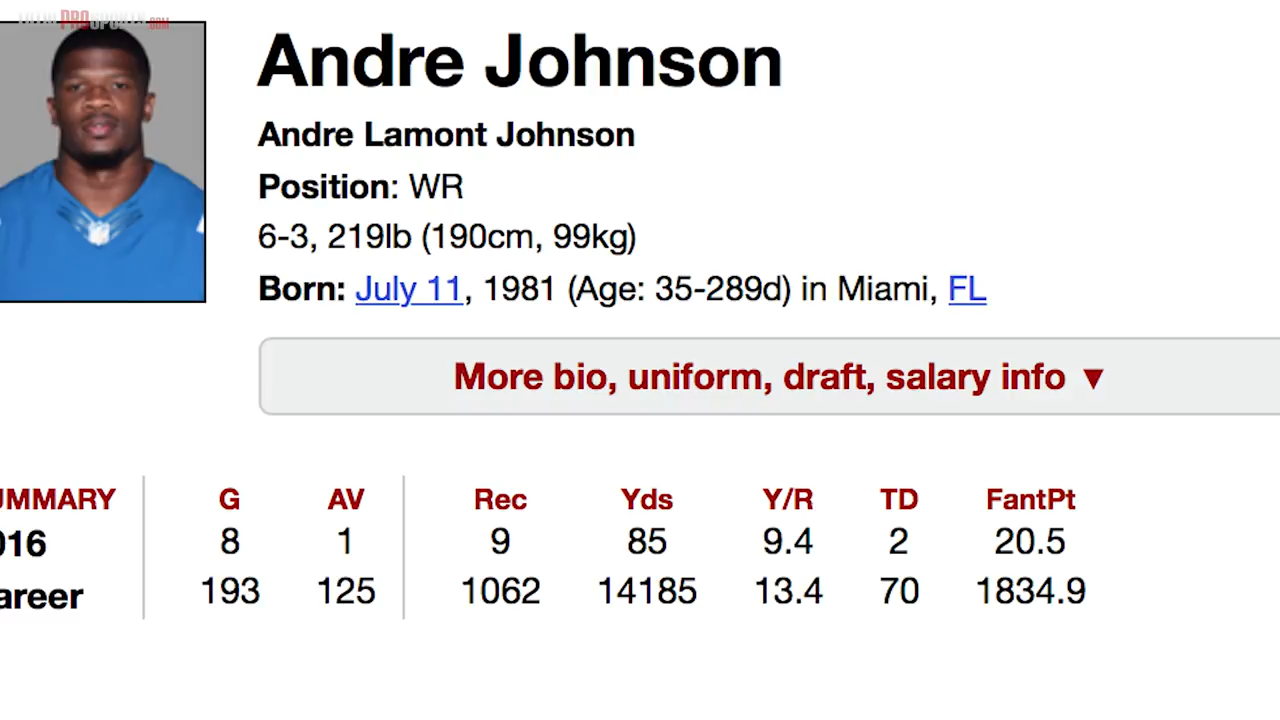 TOTALPROSPORTS.COM
Andre Johnson
Andre Lamont Johnson
Position: WR
6-3, 219lb (190cm, 99kg)
Born: July 11, 1981 (Age: 35-289d) in Miami, FL
More bio, uniform, draft, salary info ▼
UMMARY G AV Rec Yds Y/R TD FantPt
016 8 1 9 85 9.4 2 20.5
areer 193 125 1062 14185 13.4 70 1834.9